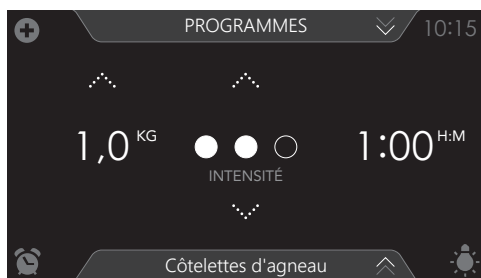 PROGRAMMES
10:15
1,0 KG
1:00 H:M
INTENSITÉ
Côtelettes d'agneau